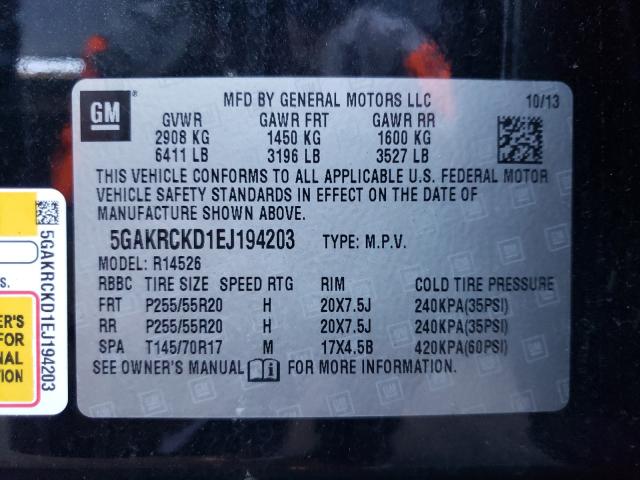 GM ®
MFD BY GENERAL MOTORS LLC 10/13
GVWR GAWR FRT GAWR RR
2908 KG 1450 KG 1600 KG
6411 LB 3196 LB 3527 LB
THIS VEHICLE CONFORMS TO ALL APPLICABLE U.S. FEDERAL MOTOR
VEHICLE SAFETY STANDARDS IN EFFECT ON THE DATE OF
MANUFACTURE SHOWN ABOVE.
5GAKRCKD1EJ194203 TYPE: M.P.V.
MODEL: R14526
RBBC TIRE SIZE SPEED RTG RIM COLD TIRE PRESSURE
FRT P255/55R20 H 20X7.5J 240KPA(35PSI)
RR P255/55R20 H 20X7.5J 240KPA(35PSI)
SPA T145/70R17 M 17X4.5B 420KPA(60PSI)
SEE OWNER'S MANUAL FOR MORE INFORMATION.
5GAKRCKD1EJ194203
S.
ER'S
FOR
NAL
TION